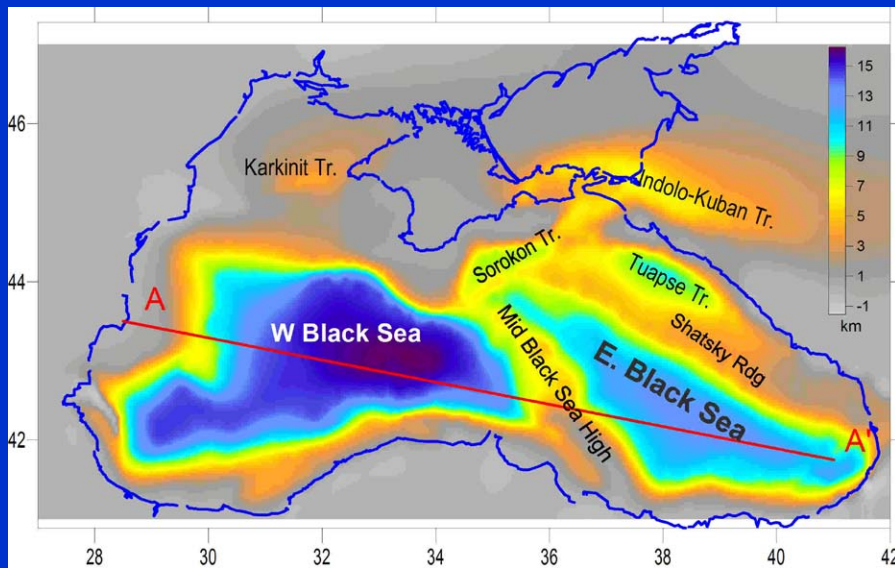 46
44
42
28
30
32
34
36
38
40
42
15
13
11
9
7
5
3
1
-1
km
Karkinit Tr.
Indolo-Kuban Tr.
Sorokon Tr.
Tuapse Tr.
Shatsky Rdg
A
W Black Sea
Mid Black Sea High
E. Black Sea
A'